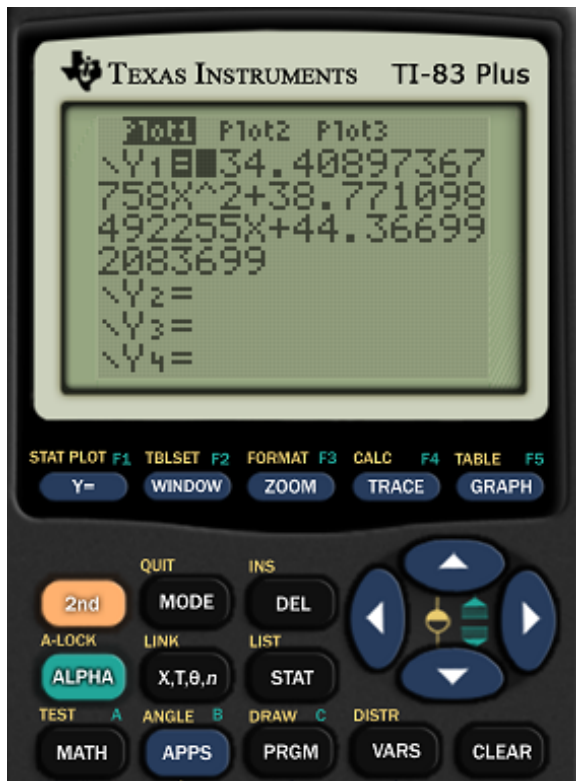 TEXAS INSTRUMENTS TI-83 Plus
Plot1 Plot2 Plot3
\Y1=█34.40897367
758X^2+38.771098
492255X+44.36699
2083699
\Y2=
\Y3=
\Y4=
STAT PLOT F1 TBLSET F2 FORMAT F3 CALC F4 TABLE F5
Y= WINDOW ZOOM TRACE GRAPH
QUIT INS
2nd MODE DEL
A-LOCK LINK LIST
ALPHA X,T,θ,n STAT
TEST A ANGLE B DRAW C DISTR
MATH APPS PRGM VARS CLEAR